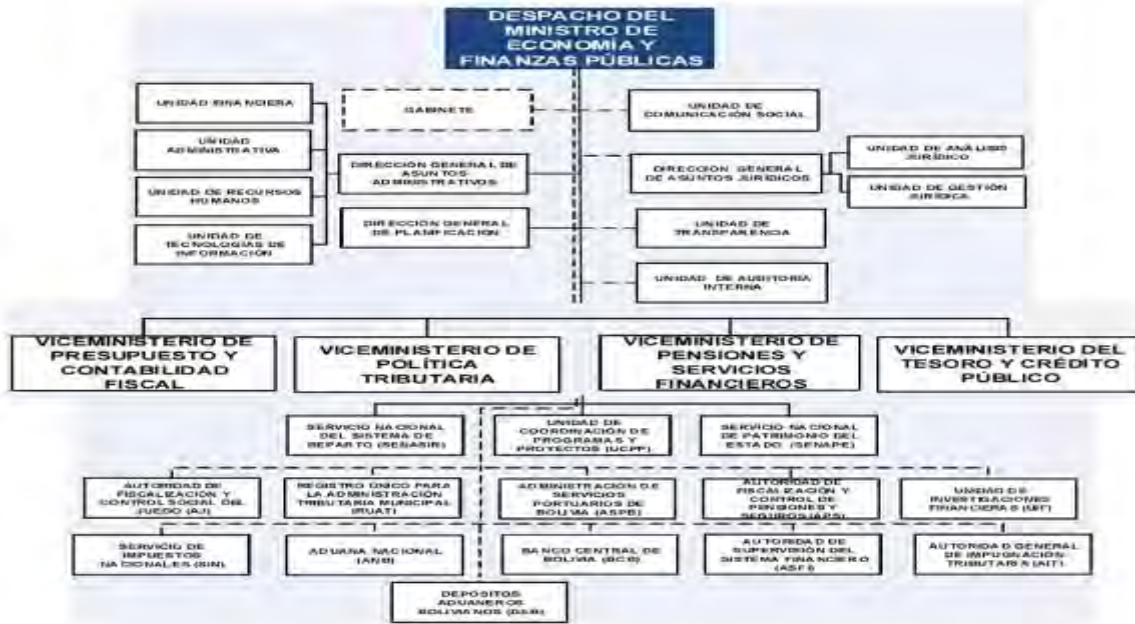 DESPACHO DEL
MINISTRO DE
ECONOMÍA Y
FINANZAS PÚBLICAS
UNIDAD FINANCIERA
GABINETE
UNIDAD DE
COMUNICACIÓN SOCIAL
UNIDAD
ADMINISTRATIVA
DIRECCIÓN GENERAL DE
ASUNTOS
ADMINISTRATIVOS
DIRECCIÓN GENERAL
DE ASUNTOS JURÍDICOS
UNIDAD DE ANÁLISIS
JURÍDICO
UNIDAD DE GESTIÓN
JURÍDICA
UNIDAD DE RECURSOS
HUMANOS
DIRECCIÓN GENERAL
DE PLANIFICACIÓN
UNIDAD DE
TRANSPARENCIA
UNIDAD DE
TECNOLOGÍAS DE
INFORMACIÓN
UNIDAD DE AUDITORÍA
INTERNA
VICEMINISTERIO DE
PRESUPUESTO Y
CONTABILIDAD
FISCAL
VICEMINISTERIO DE
POLÍTICA
TRIBUTARIA
VICEMINISTERIO DE
PENSIONES Y
SERVICIOS
FINANCIEROS
VICEMINISTERIO DEL
TESORO Y CRÉDITO
PÚBLICO
SERVICIO NACIONAL
DEL SISTEMA DE
REPARTO (SENASIR)
UNIDAD DE
COORDINACIÓN DE
PROGRAMAS Y
PROYECTOS (UCPP)
SERVICIO NACIONAL
DE PATRIMONIO DEL
ESTADO (SENAPE)
AUTORIDAD DE
FISCALIZACIÓN Y
CONTROL SOCIAL DEL
JUEGO (AJ)
REGISTRO ÚNICO PARA
LA ADMINISTRACIÓN
TRIBUTARIA MUNICIPAL
(RUAT)
ADMINISTRACIÓN DE
SERVICIOS
PORTUARIOS DE
BOLIVIA (ASPB)
AUTORIDAD DE
FISCALIZACIÓN Y
CONTROL DE
PENSIONES Y
SEGUROS (APS)
UNIDAD DE
INVESTIGACIONES
FINANCIERAS (UIF)
SERVICIO DE
IMPUESTOS
NACIONALES (SIN)
ADUANA NACIONAL
(ANB)
BANCO CENTRAL DE
BOLIVIA (BCB)
AUTORIDAD DE
SUPERVISIÓN DEL
SISTEMA FINANCIERO
(ASFI)
AUTORIDAD GENERAL
DE IMPUGNACIÓN
TRIBUTARIA (AIT)
DEPÓSITOS
ADUANEROS
BOLIVIANOS (DAB)